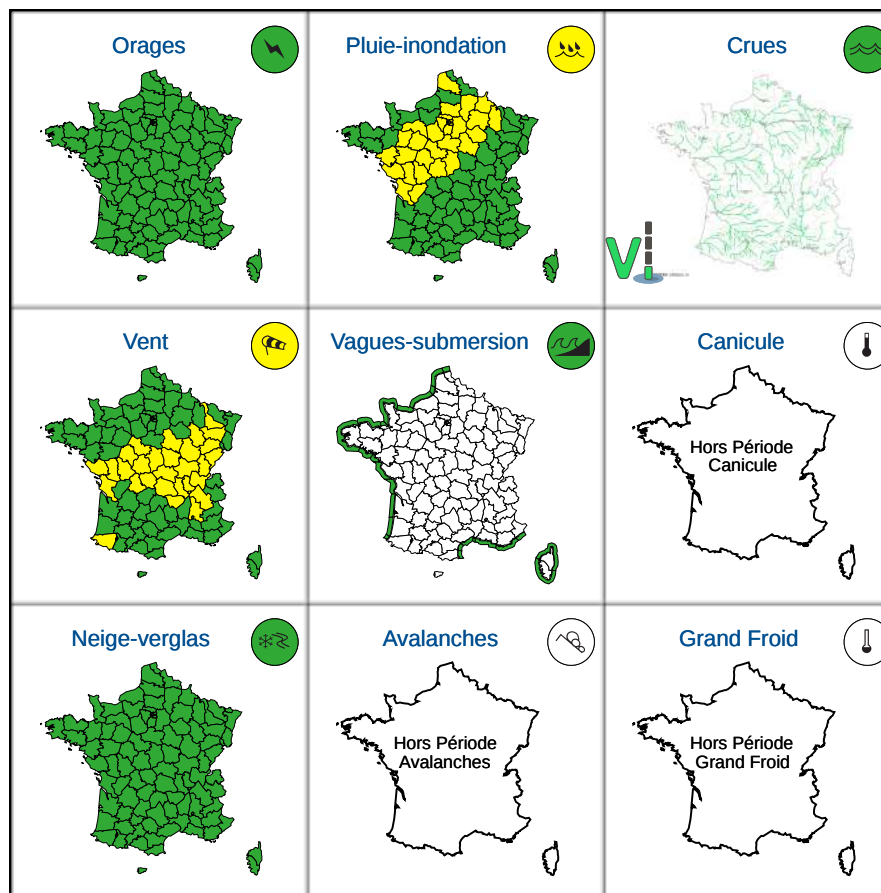 Orages
Pluie-inondation
Crues
Vent
Vagues-submersion
Canicule
Hors Période
Canicule
Neige-verglas
Avalanches
Grand Froid
Hors Période
Avalanches
Hors Période
Grand Froid